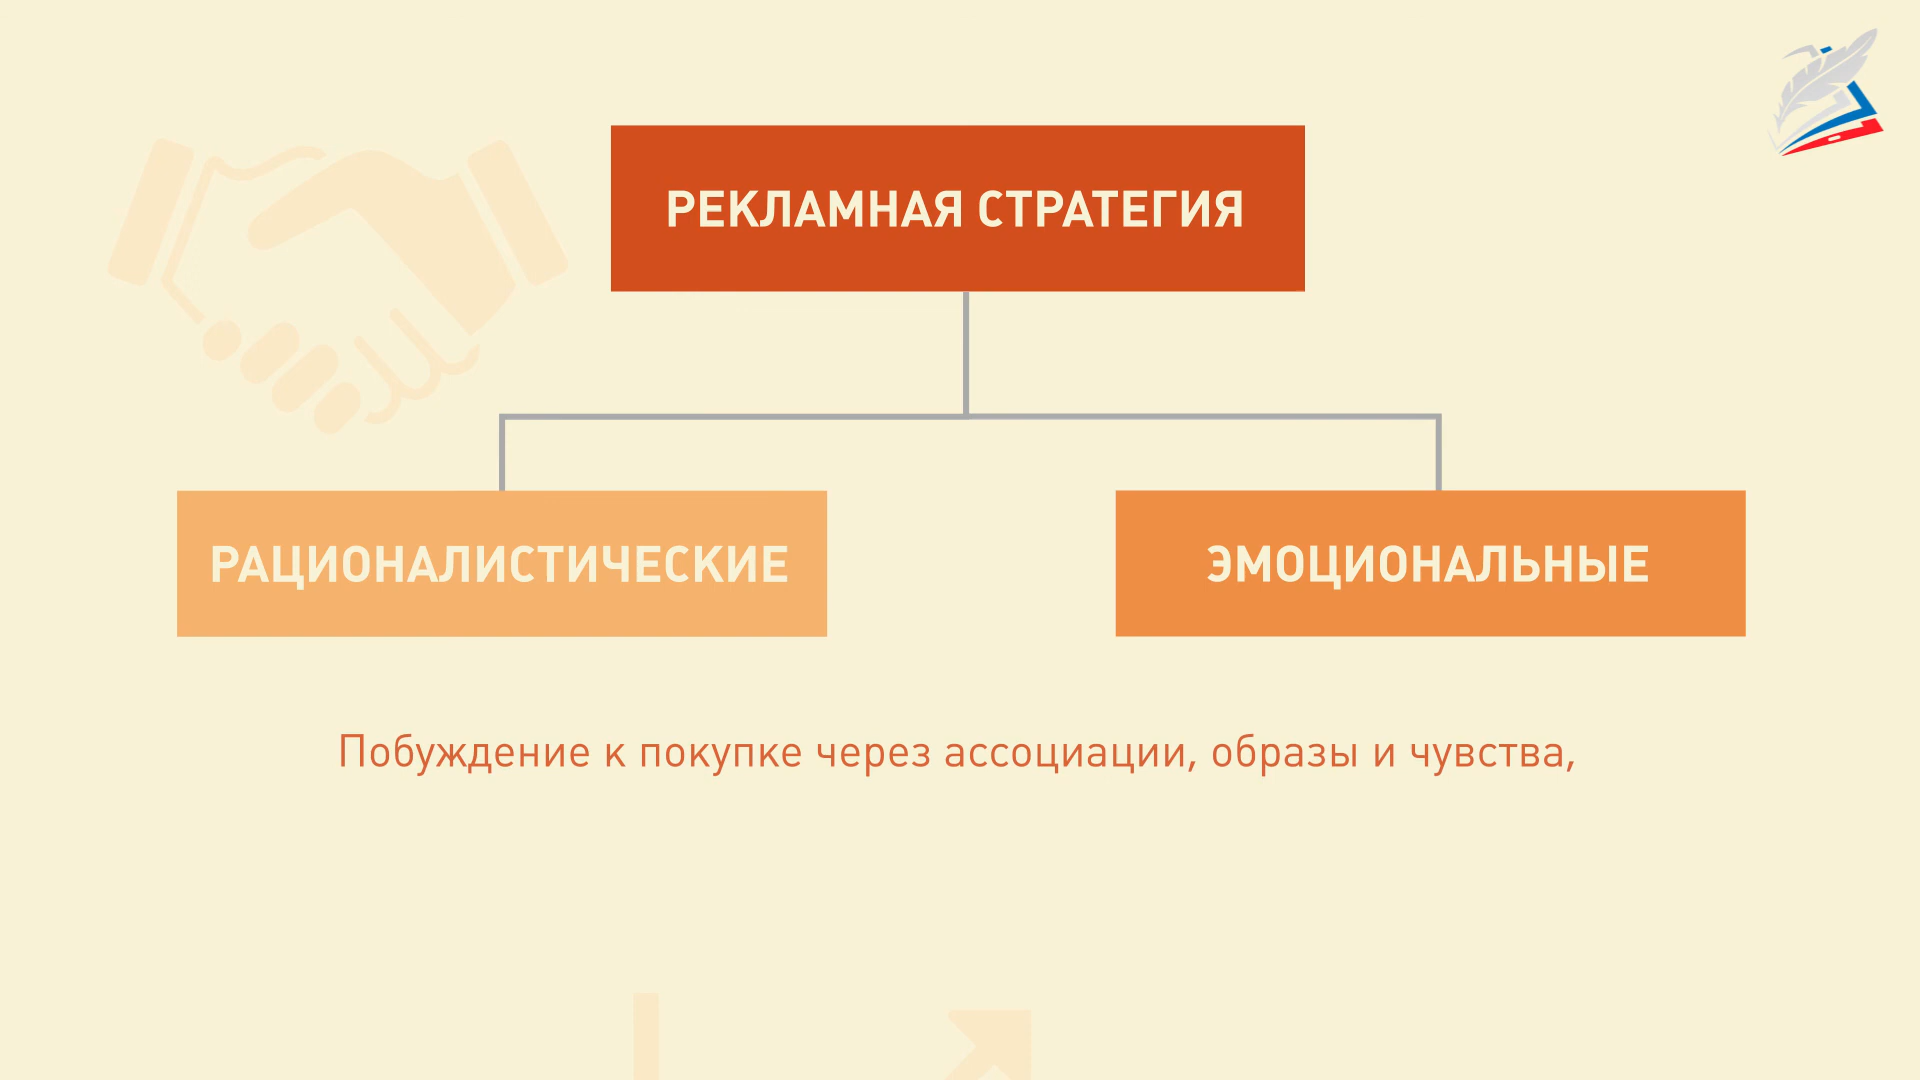 РЕКЛАМНАЯ СТРАТЕГИЯ
РАЦИОНАЛИСТИЧЕСКИЕ
ЭМОЦИОНАЛЬНЫЕ
Побуждение к покупке через ассоциации, образы и чувства,